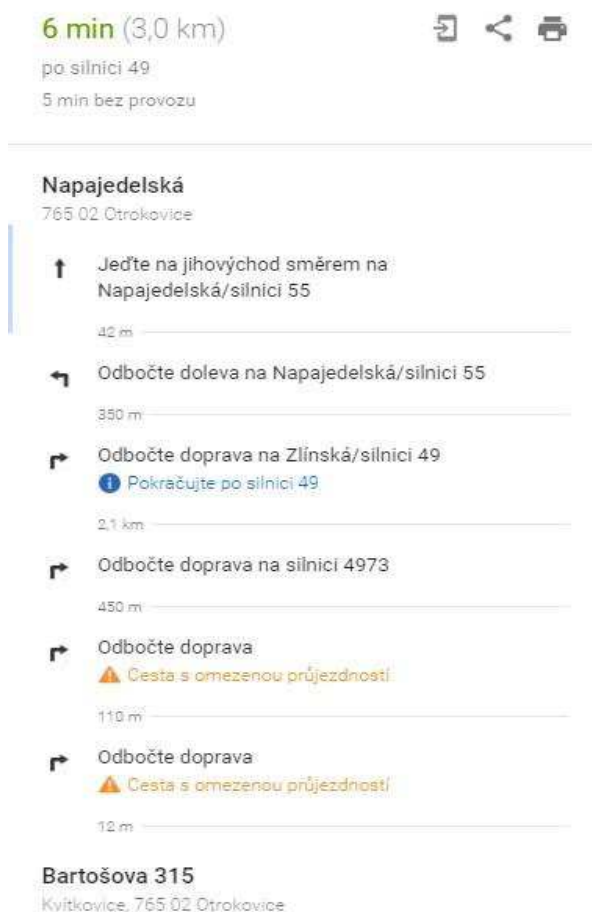 6 min (3,0 km)
po silnici 49
5 min bez provozu
Napajedelská
765 02 Otrokovice
Jeďte na jihovýchod směrem na
Napajedelská/silnici 55
42 m
Odbočte doleva na Napajedelská/silnici 55
350 m
Odbočte doprava na Zlínská/silnici 49
Pokračujte po silnici 49
2,1 km
Odbočte doprava na silnici 4973
450 m
Odbočte doprava
Cesta s omezenou průjezdností
110 m
Odbočte doprava
Cesta s omezenou průjezdností
12 m
Bartošova 315
Kvítkovice, 765 02 Otrokovice